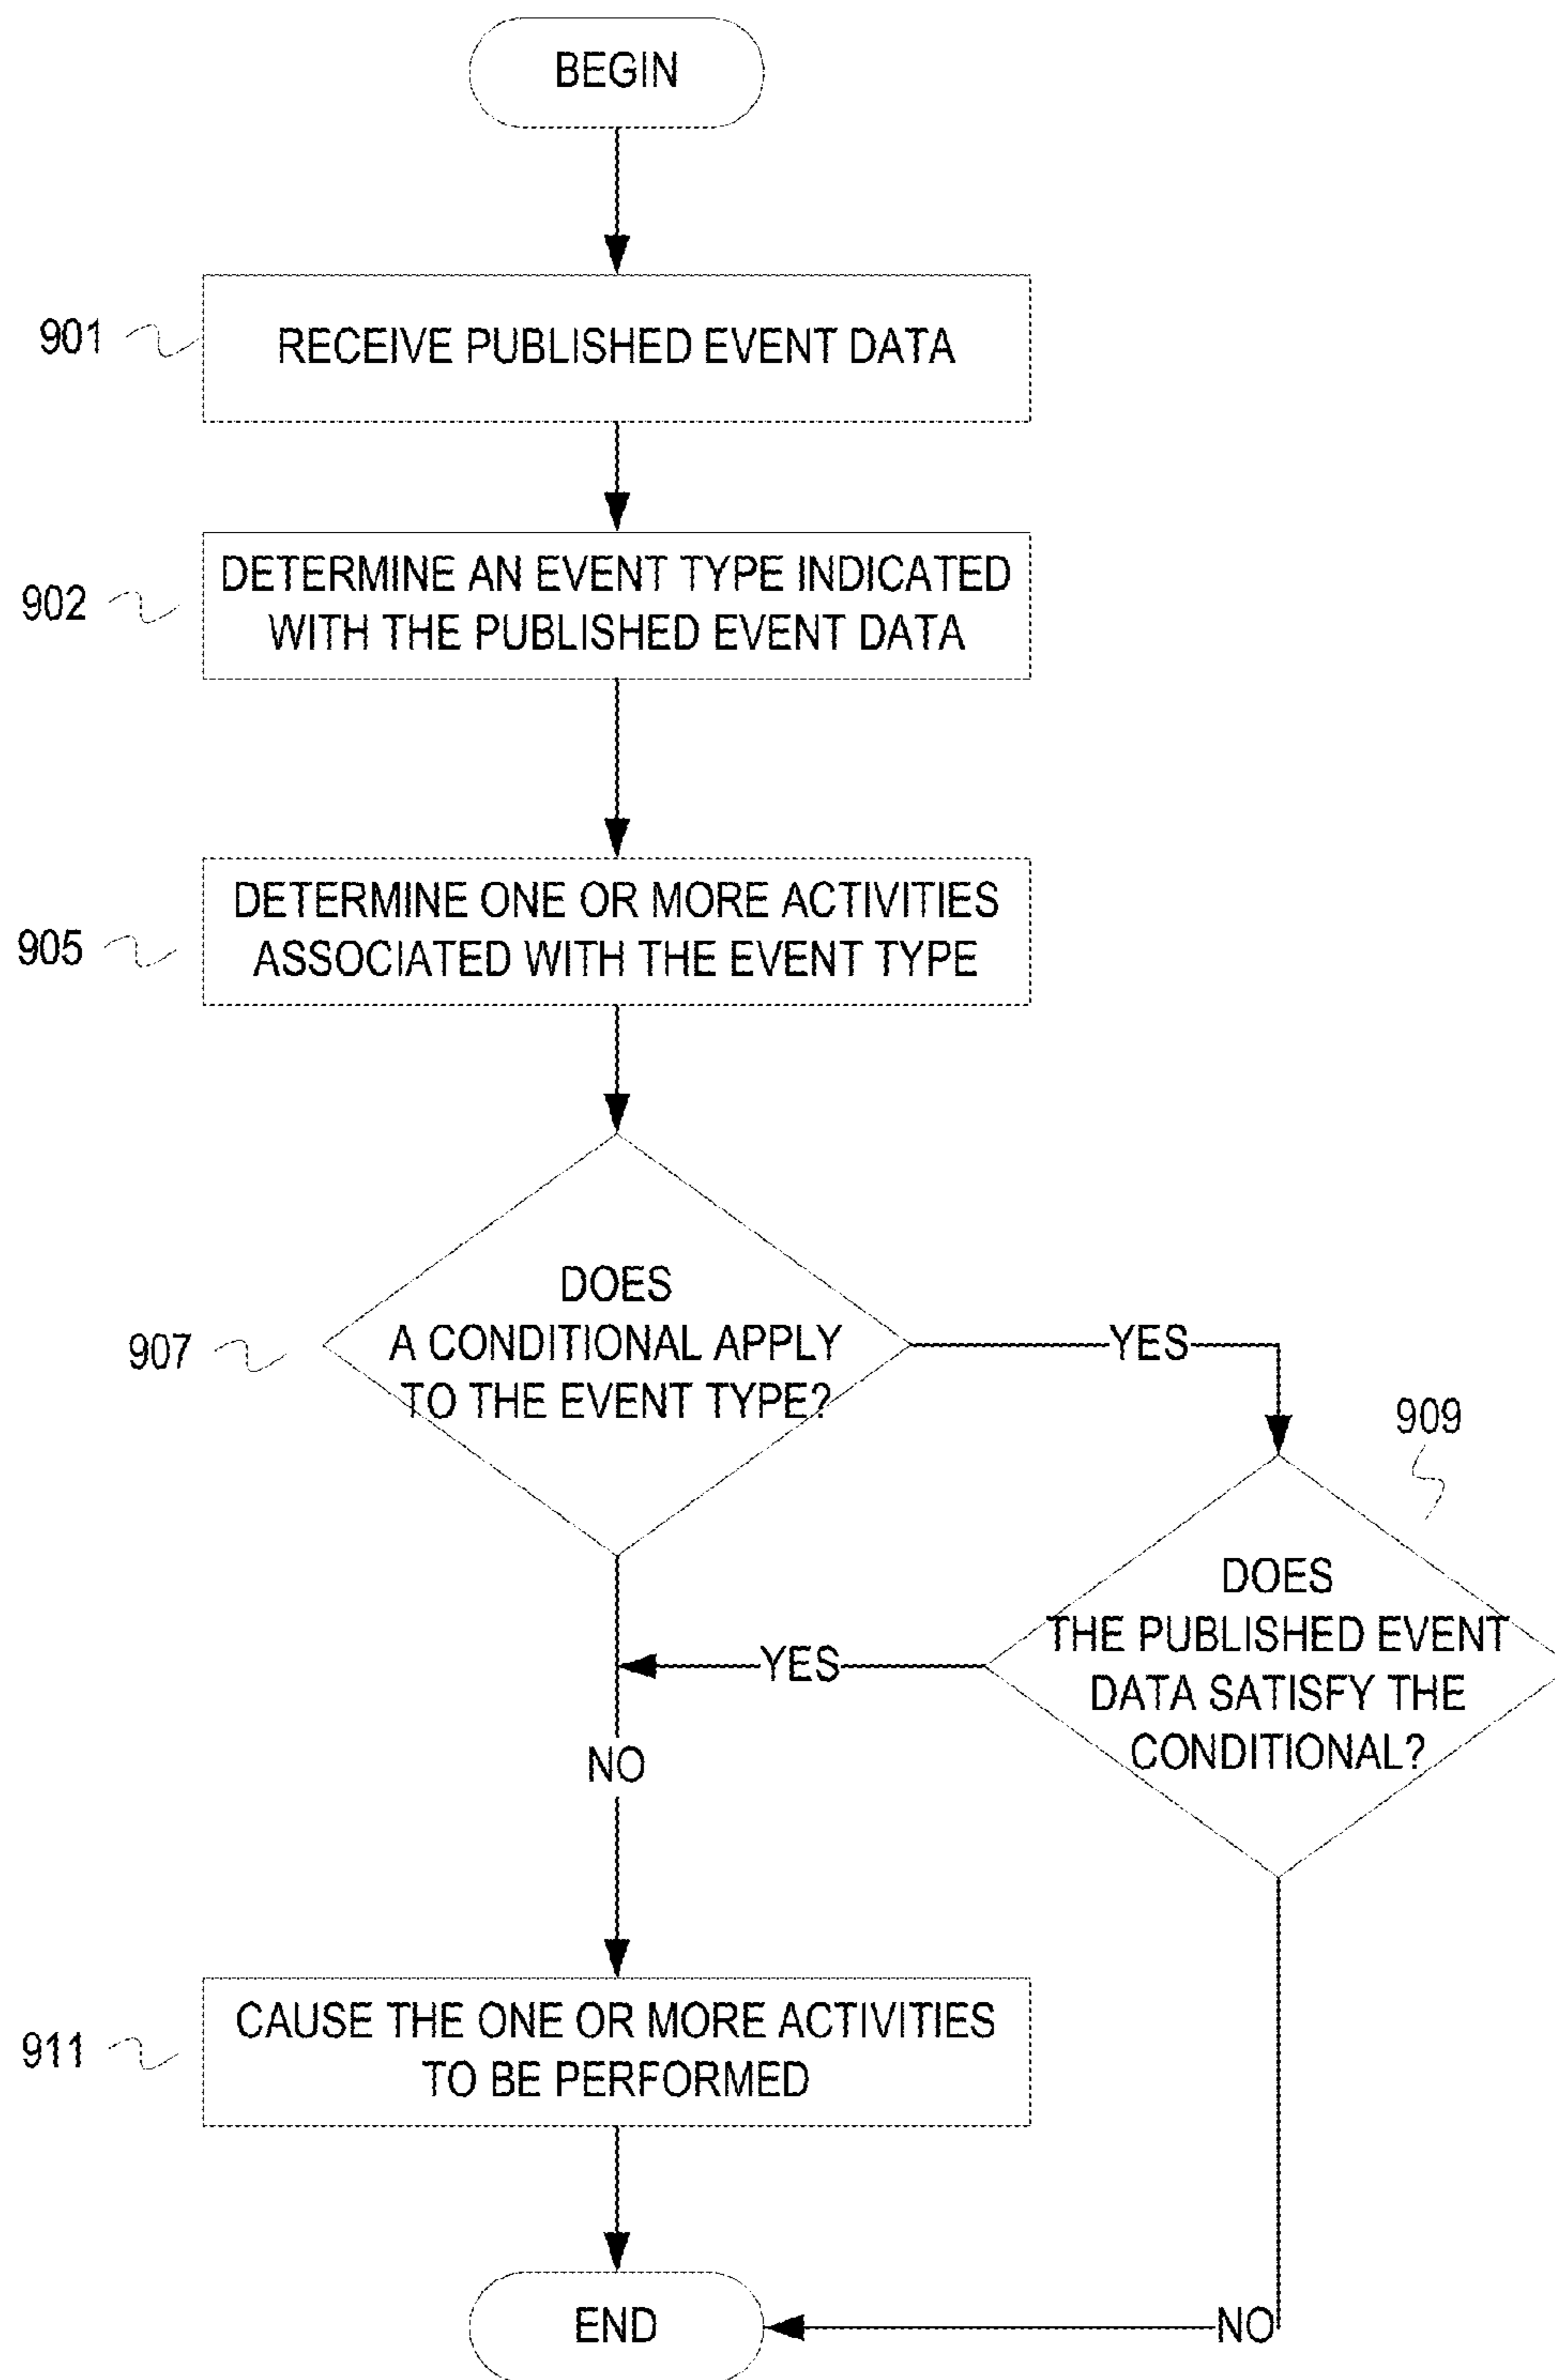 BEGIN
901
RECEIVE PUBLISHED EVENT DATA
902
DETERMINE AN EVENT TYPE INDICATED
WITH THE PUBLISHED EVENT DATA
905
DETERMINE ONE OR MORE ACTIVITIES
ASSOCIATED WITH THE EVENT TYPE
907
DOES
A CONDITIONAL APPLY
TO THE EVENT TYPE?
YES
909
DOES
THE PUBLISHED EVENT
DATA SATISFY THE
CONDITIONAL?
YES
NO
911
CAUSE THE ONE OR MORE ACTIVITIES
TO BE PERFORMED
NO
END